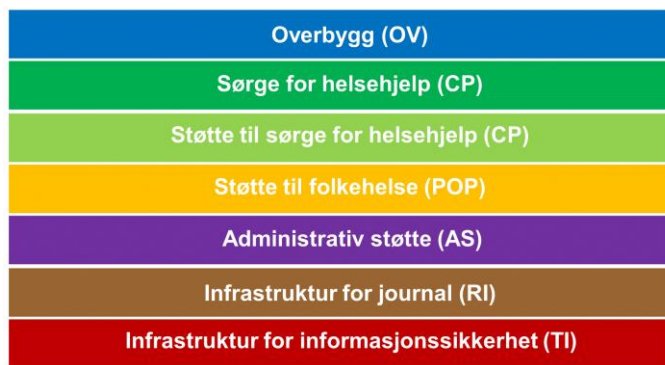 Overbygg (OV)
Sørge for helsehjelp (CP)
Støtte til sørge for helsehjelp (CP)
Støtte til folkehelse (POP)
Administrativ støtte (AS)
Infrastruktur for journal (RI)
Infrastruktur for informasjonssikkerhet (TI)